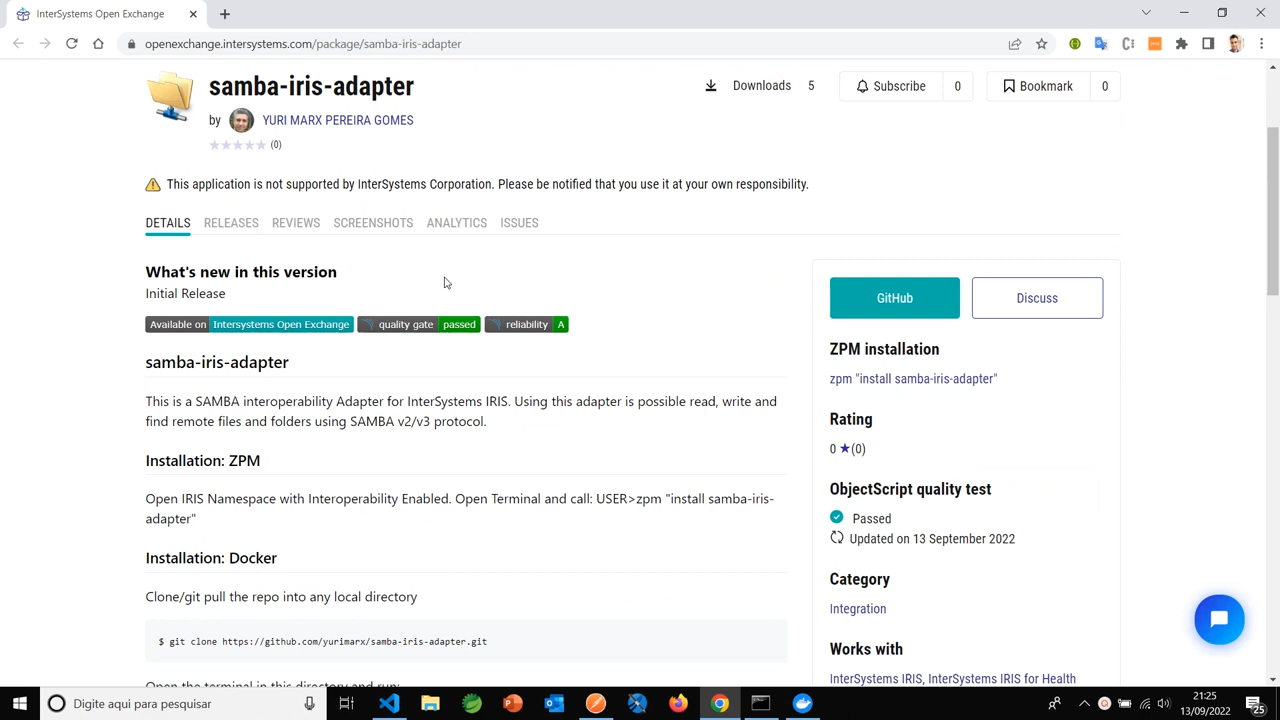 InterSystems Open Exchange
openexchange.intersystems.com/package/samba-iris-adapter
samba-iris-adapter
Downloads 5
Subscribe 0
Bookmark 0
by YURI MARX PEREIRA GOMES
(0)
This application is not supported by InterSystems Corporation. Please be notified that you use it at your own responsibility.
DETAILS RELEASES REVIEWS SCREENSHOTS ANALYTICS ISSUES
What's new in this version
Initial Release
Available on Intersystems Open Exchange quality gate passed reliability A
samba-iris-adapter
This is a SAMBA interoperability Adapter for InterSystems IRIS. Using this adapter is possible read, write and
find remote files and folders using SAMBA v2/v3 protocol.
Installation: ZPM
Open IRIS Namespace with Interoperability Enabled. Open Terminal and call: USER>zpm "install samba-iris-
adapter"
Installation: Docker
Clone/git pull the repo into any local directory
$ git clone https://github.com/yurimarx/samba-iris-adapter.git
Open the terminal in this directory and run:
GitHub
Discuss
ZPM installation
zpm "install samba-iris-adapter"
Rating
0 ★(0)
ObjectScript quality test
Passed
Updated on 13 September 2022
Category
Integration
Works with
InterSystems IRIS, InterSystems IRIS for Health
Digite aqui para pesquisar
21:25
13/09/2022
25